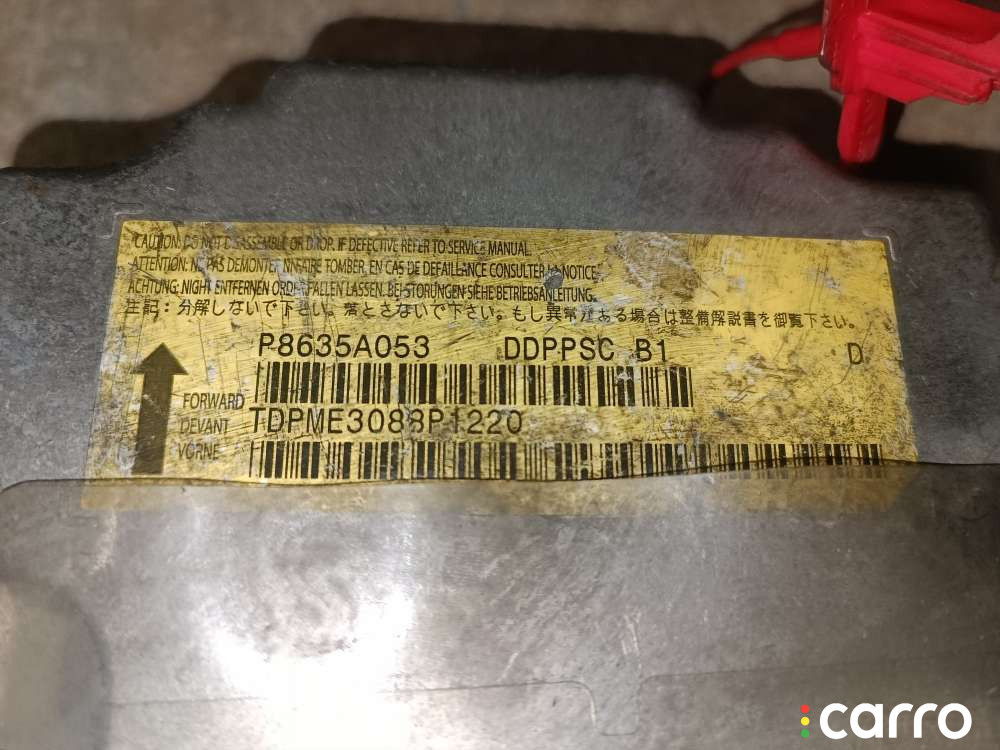 CAUTION: DO NOT DISASSEMBLE OR DROP. IF DEFECTIVE REFER TO SERVICE MANUAL.
ATTENTION: NE PAS DEMONTER FAIRE TOMBER, EN CAS DE DEFAILLANCE CONSULTER NOTICE
ACHTUNG: NIGHT ENTFERNEN ODER FALLEN LASSEN, BEI STORUNGEN SIEHE BETRIEBSANLEITUNG.
注記：分解しないで下さい。落とさないで下さい。もし異常がある場合は整備解説書を御覧下さい。
P8635A053 DDPPSC B1 D
FORWARD
TDPME3088P1220
DEVANT
VORNE
carro